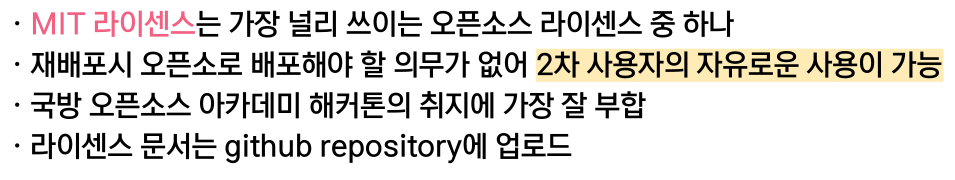 · MIT 라이센스는 가장 널리 쓰이는 오픈소스 라이센스 중 하나
· 재배포시 오픈소로 배포해야 할 의무가 없어 2차 사용자의 자유로운 사용이 가능
· 국방 오픈소스 아카데미 해커톤의 취지에 가장 잘 부합
· 라이센스 문서는 github repository에 업로드